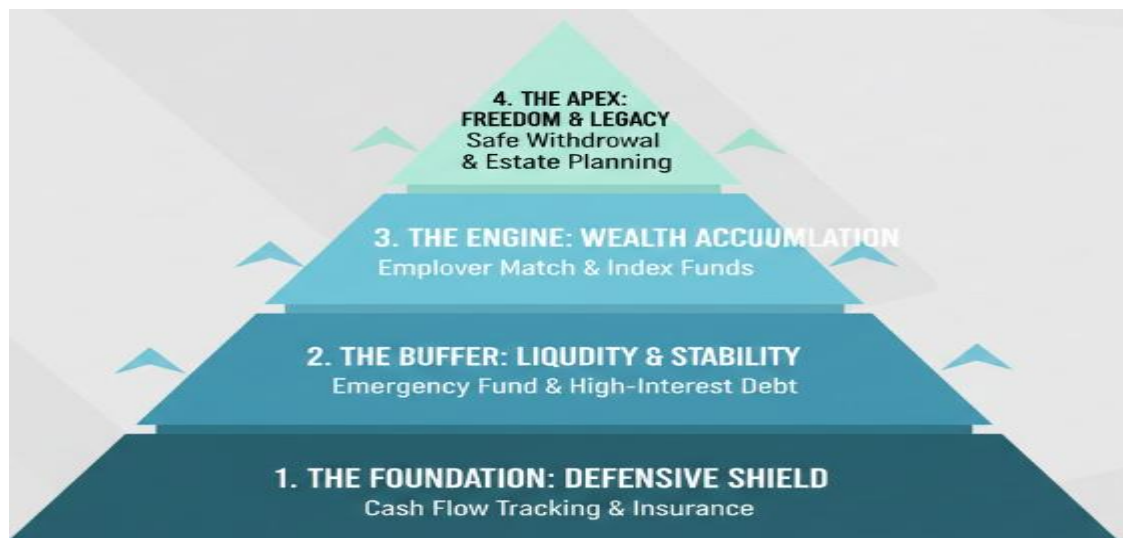 4. THE APEX:
FREEDOM & LEGACY
Safe Withdrowal
& Estate Planning
3. THE ENGINE: WEALTH ACCUUMLATION
Emplover Match & Index Funds
2. THE BUFFER: LIQUDITY & STABILITY
Emergency Fund & High-Interest Debt
1. THE FOUNDATION: DEFENSIVE SHIELD
Cash Flow Tracking & Insurance